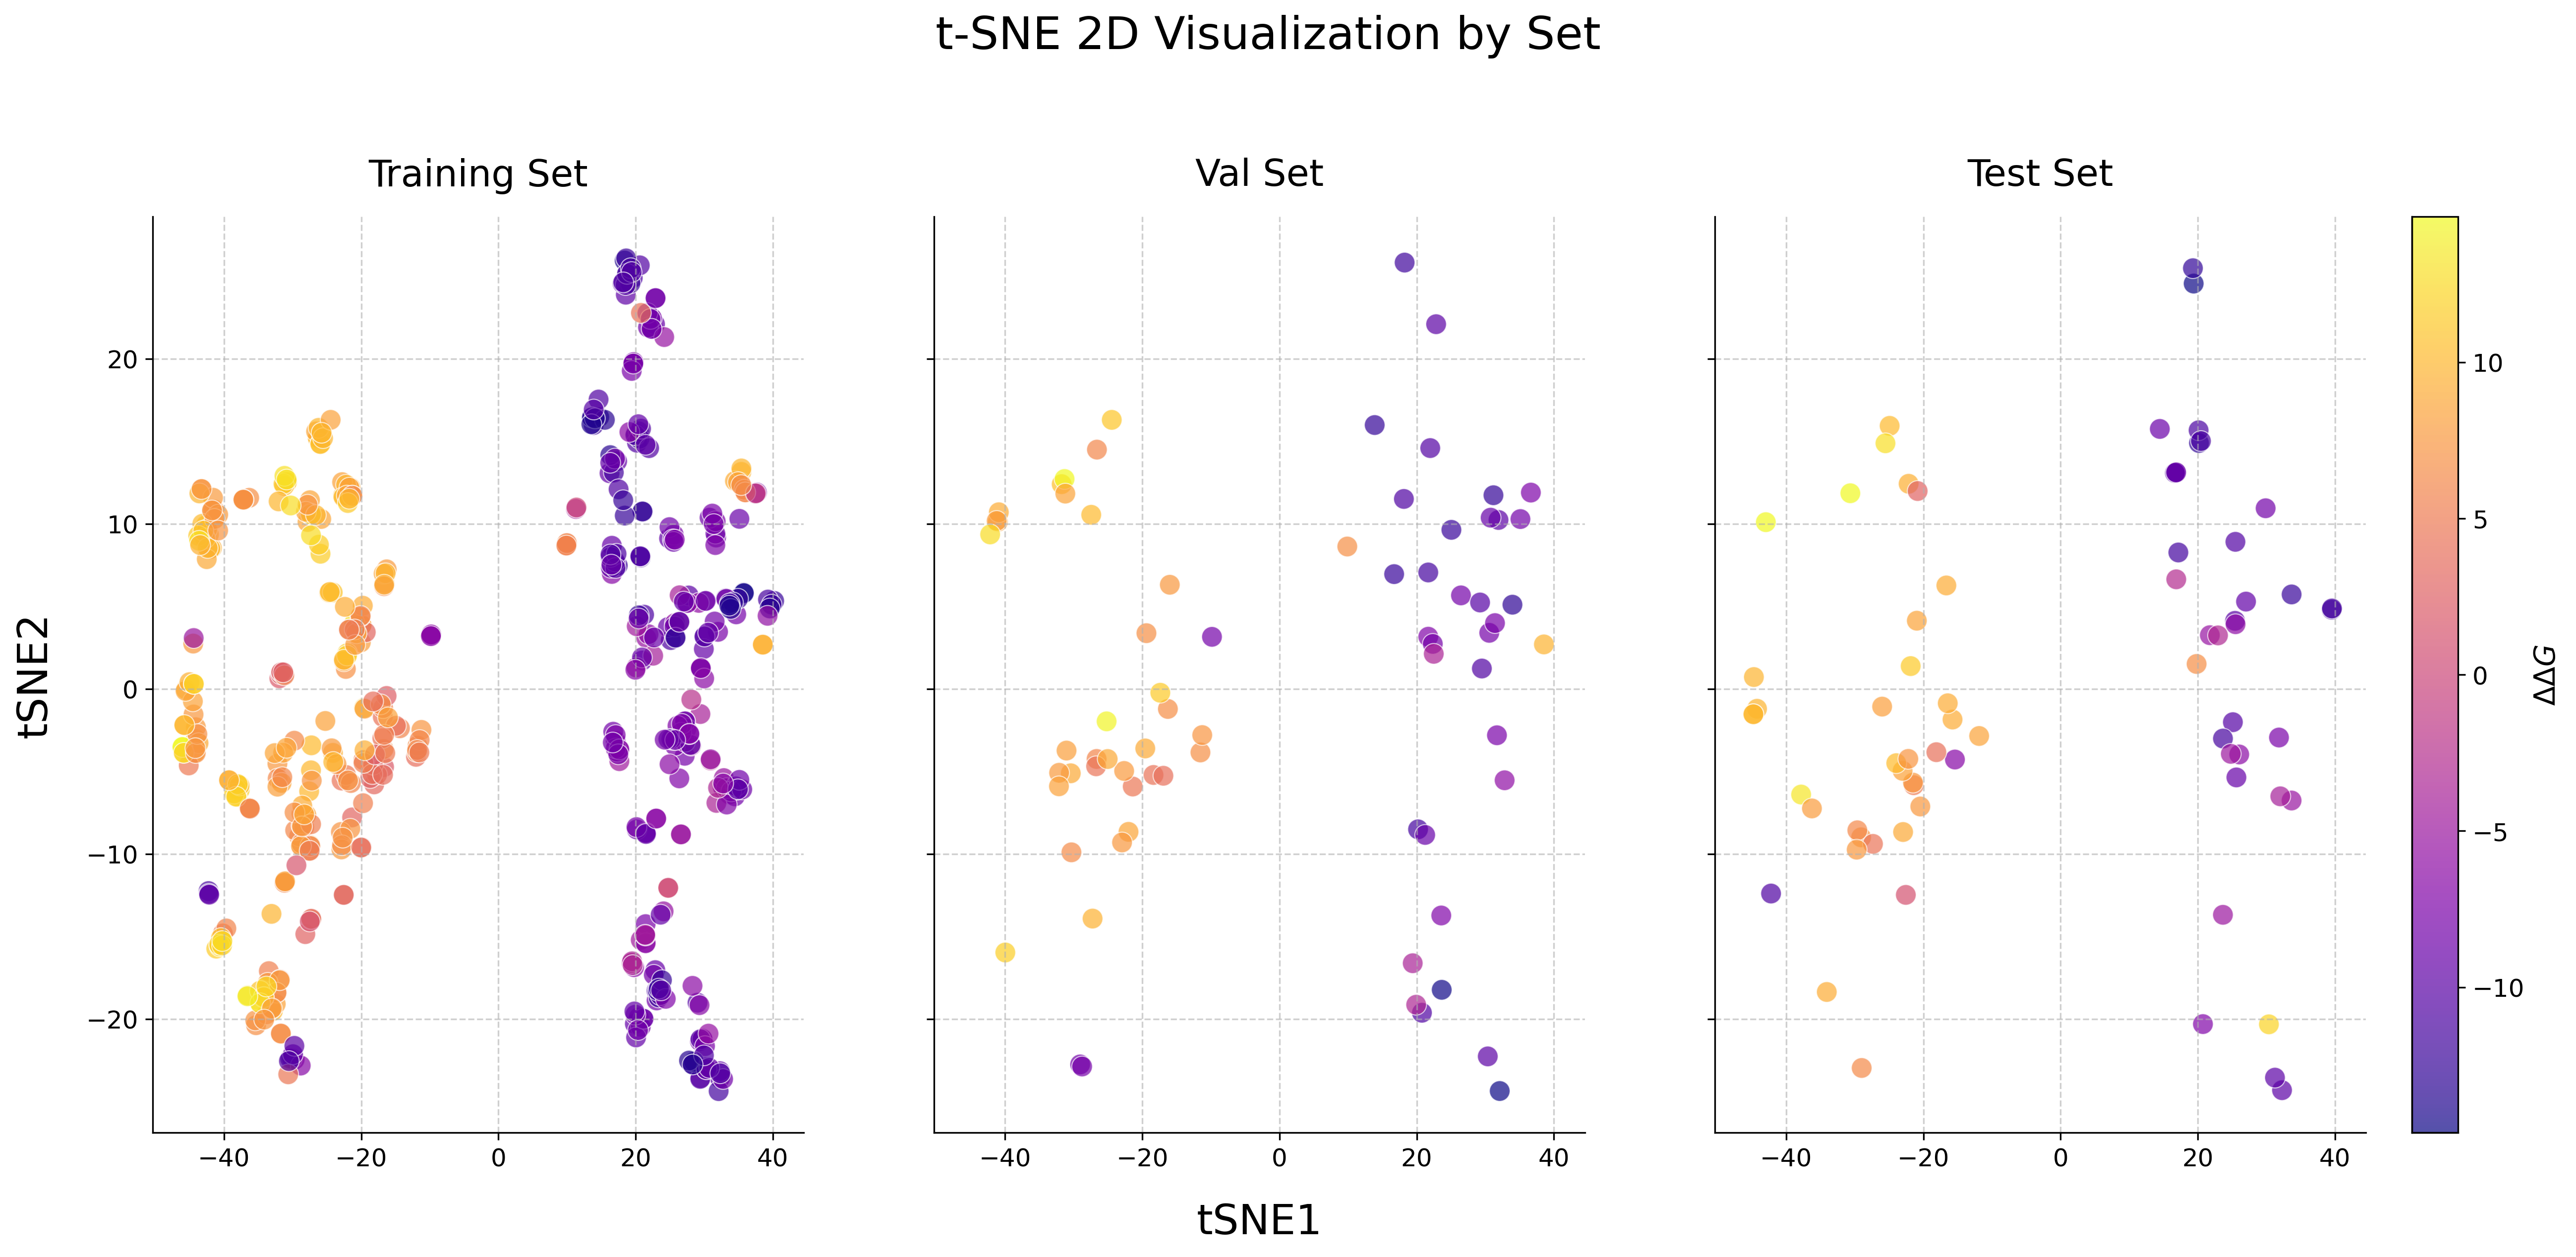 t-SNE 2D Visualization by Set
Training Set
Val Set
Test Set
tSNE2
20
10
0
−10
−20
−40 −20 0 20 40
−40 −20 0 20 40
−40 −20 0 20 40
10
5
0
−5
−10
ΔΔG
tSNE1